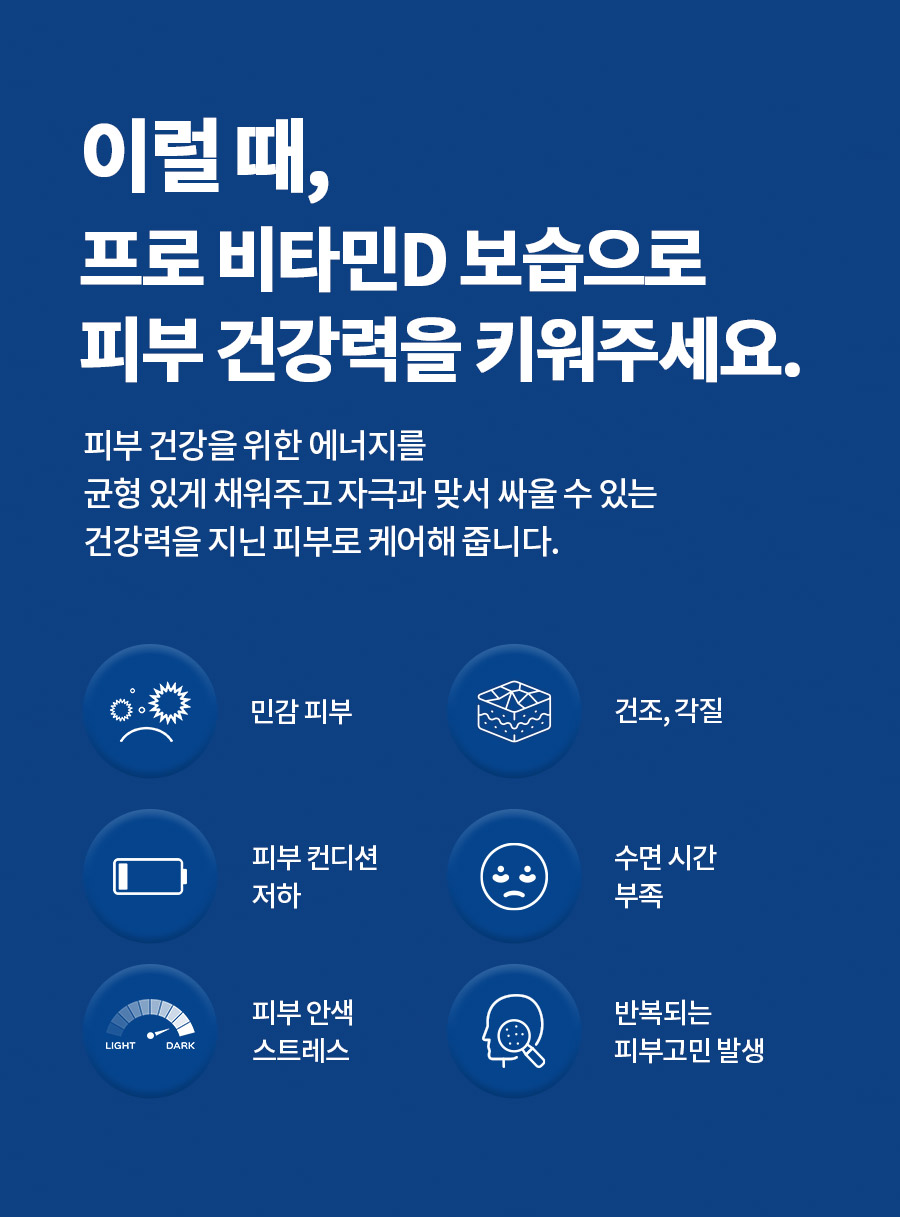 이럴 때,
프로 비타민D 보습으로
피부 건강력을 키워주세요.
피부 건강을 위한 에너지를
균형 있게 채워주고 자극과 맞서 싸울 수 있는
건강력을 지닌 피부로 케어해 줍니다.
민감 피부
건조, 각질
피부 컨디션
저하
수면 시간
부족
LIGHT DARK
피부 안색
스트레스
반복되는
피부고민 발생